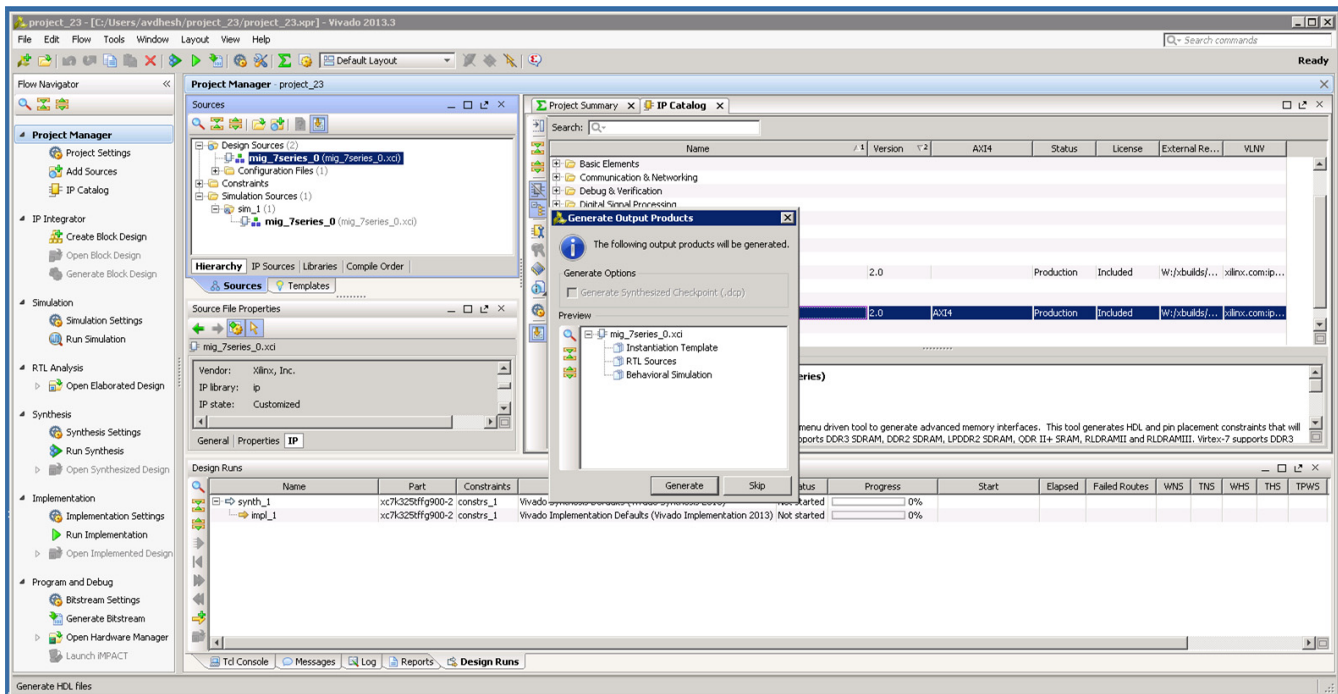 project_23 - [C:/Users/avdhesh/project_23/project_23.xpr] - Vivado 2013.3
File Edit Flow Tools Window Layout View Help
Search commands
Default Layout
Ready
Flow Navigator
Project Manager
Project Settings
Add Sources
IP Catalog
IP Integrator
Create Block Design
Open Block Design
Generate Block Design
Simulation
Simulation Settings
Run Simulation
RTL Analysis
Open Elaborated Design
Synthesis
Synthesis Settings
Run Synthesis
Open Synthesized Design
Implementation
Implementation Settings
Run Implementation
Open Implemented Design
Program and Debug
Bitstream Settings
Generate Bitstream
Open Hardware Manager
Launch iMPACT
Project Manager - project_23
Sources
Design Sources (2)
mig_7series_0 (mig_7series_0.xci)
Configuration Files (1)
Constraints
Simulation Sources (1)
sim_1 (1)
mig_7series_0 (mig_7series_0.xci)
Hierarchy IP Sources Libraries Compile Order
Sources Templates
Source File Properties
mig_7series_0.xci
Vendor: Xilinx, Inc.
IP library: ip
IP state: Customized
General Properties IP
Project Summary IP Catalog
Search:
Name 1 Version 2 AXI4 Status License External Re... VLNV
Basic Elements
Communication & Networking
Debug & Verification
Digital Signal Processing
2.0 Production Included W:/xbuilds/... xilinx.com:ip...
2.0 AXI4 Production Included W:/xbuilds/... xilinx.com:ip...
eries)
menu driven tool to generate advanced memory interfaces. This tool generates HDL and pin placement constraints that will
pports DDR3 SDRAM, DDR2 SDRAM, LPDDR2 SDRAM, QDR II+ SRAM, RLDRAMII and RLDRAMIII. Virtex-7 supports DDR3
Generate Output Products
The following output products will be generated.
Generate Options
Generate Synthesized Checkpoint (.dcp)
Preview
mig_7series_0.xci
Instantiation Template
RTL Sources
Behavioral Simulation
Generate Skip
Design Runs
Name Part Constraints atus Progress Start Elapsed Failed Routes WNS TNS WHS THS TPWS
synth_1 xc7k325tffg900-2 constrs_1 Vivado Synthesis Defaults (Vivado Synthesis 2013) Not started 0%
impl_1 xc7k325tffg900-2 constrs_1 Vivado Implementation Defaults (Vivado Implementation 2013) Not started 0%
Tcl Console Messages Log Reports Design Runs
Generate HDL files